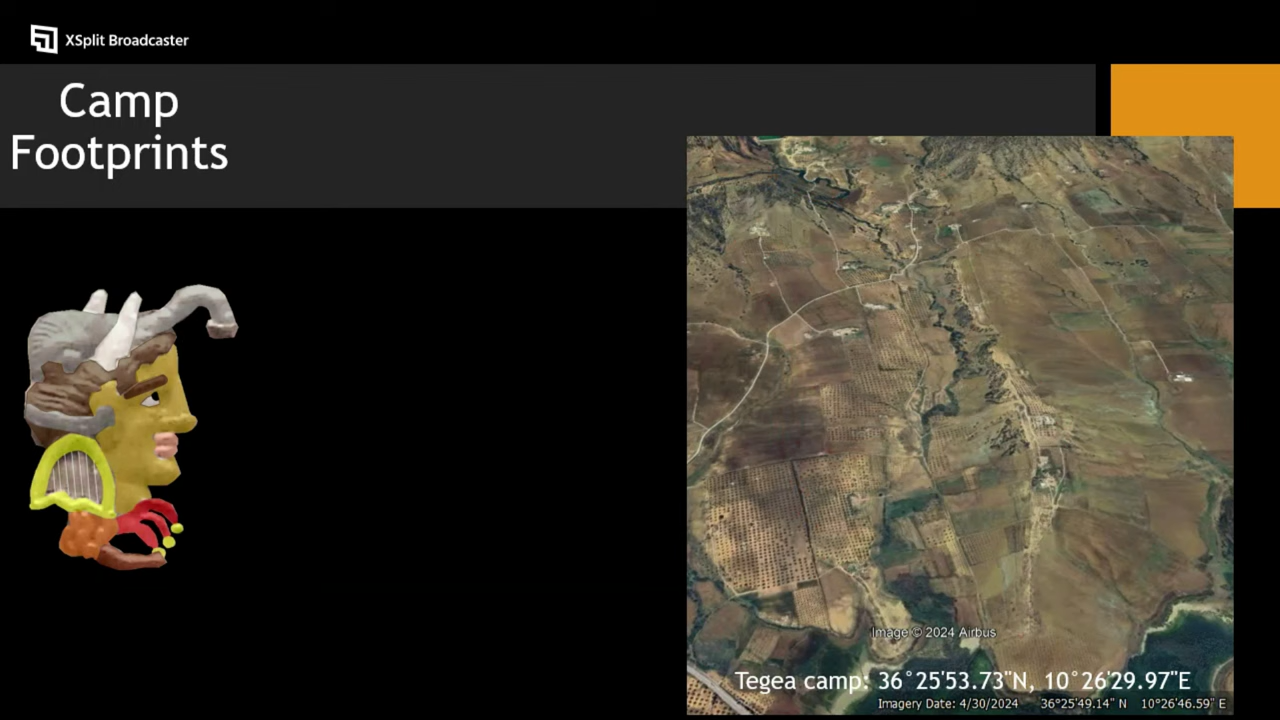 XSplit Broadcaster
Camp
Footprints
Image © 2024 Airbus
Tegea camp: 36°25'53.73"N, 10°26'29.97"E
Imagery Date: 4/30/2024 36°25'49.14" N 10°26'46.59" E